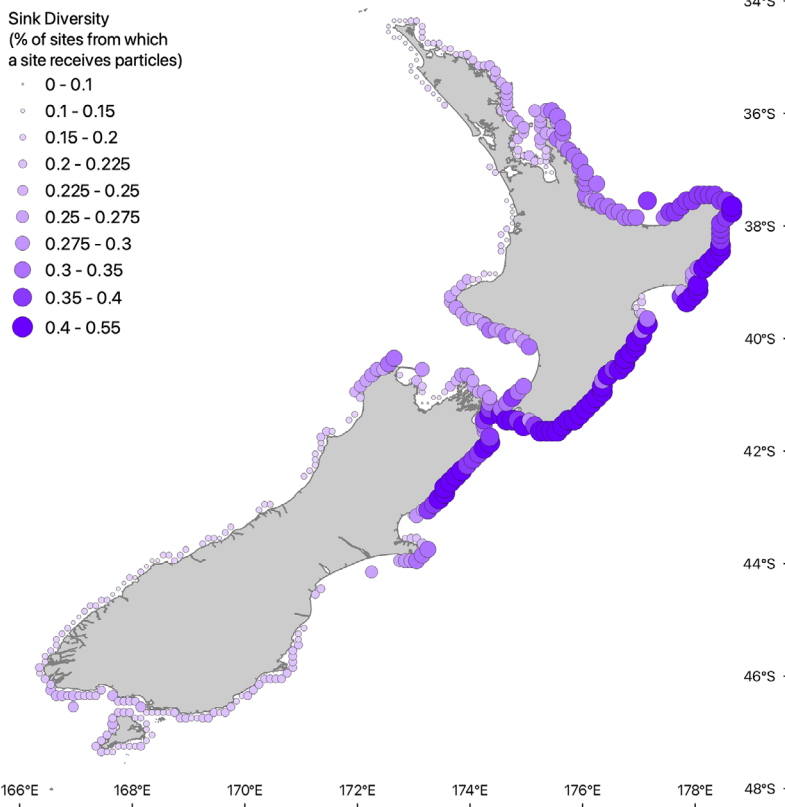 Sink Diversity
(% of sites from which
a site receives particles)
0 - 0.1
0.1 - 0.15
0.15 - 0.2
0.2 - 0.225
0.225 - 0.25
0.25 - 0.275
0.275 - 0.3
0.3 - 0.35
0.35 - 0.4
0.4 - 0.55
34°S
36°S
38°S
40°S
42°S
44°S
46°S
48°S
166°E
168°E
170°E
172°E
174°E
176°E
178°E